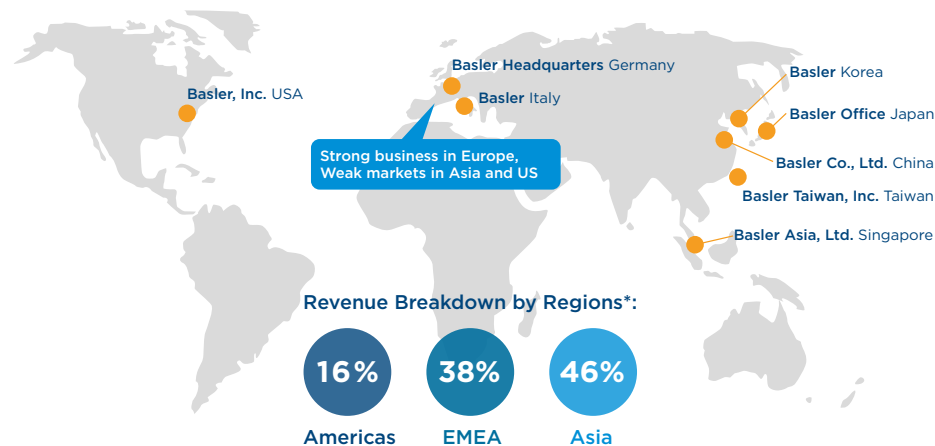 Basler Headquarters Germany
Basler Korea
Basler, Inc. USA
Basler Italy
Basler Office Japan
Strong business in Europe,
Weak markets in Asia and US
Basler Co., Ltd. China
Basler Taiwan, Inc. Taiwan
Basler Asia, Ltd. Singapore
Revenue Breakdown by Regions*:
16%
38%
46%
Americas
EMEA
Asia